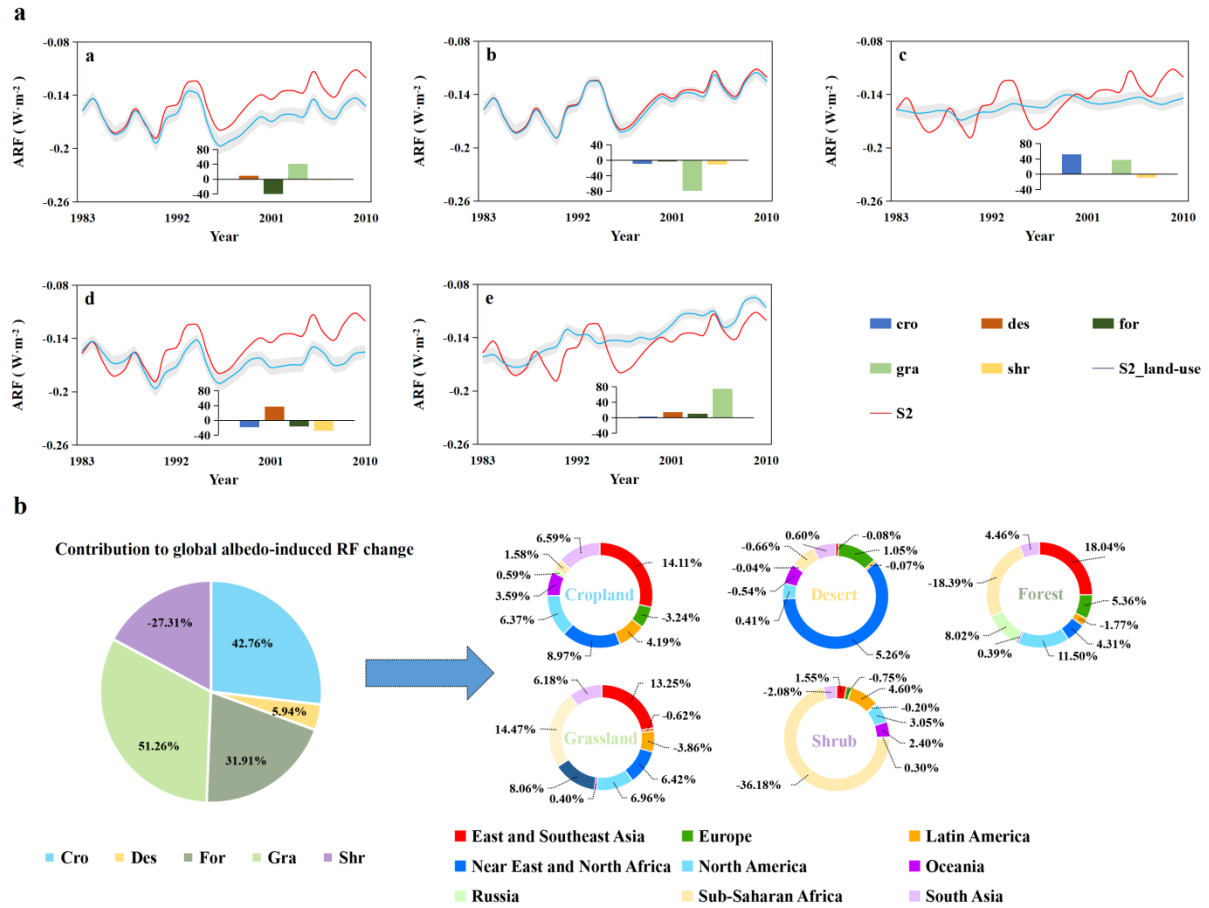 a
-0.08
-0.14
-0.2
-0.26
ARF ( W·m⁻²)
a
80
40
0
-40
1983
1992
2001
2010
Year
-0.08
-0.14
-0.2
-0.26
ARF ( W·m⁻²)
b
40
0
-40
-80
1983
1992
2001
2010
Year
-0.08
-0.14
-0.2
-0.26
ARF ( W·m⁻²)
c
80
40
0
-40
1983
1992
2001
2010
Year
-0.08
-0.14
-0.2
-0.26
ARF ( W·m⁻²)
d
80
40
0
-40
1983
1992
2001
2010
Year
-0.08
-0.14
-0.2
-0.26
ARF ( W·m⁻²)
e
80
40
0
-40
1983
1992
2001
2010
Year
cro
des
for
gra
shr
S2_land-use
S2
b
Contribution to global albedo-induced RF change
-27.31%
42.76%
5.94%
51.26%
31.91%
Cro
Des
For
Gra
Shr
Cropland
6.59%
1.58%
0.59%
3.59%
6.37%
8.97%
4.19%
-3.24%
14.11%
Desert
0.60%
-0.66%
-0.04%
-0.54%
0.41%
5.26%
-0.07%
1.05%
-0.08%
Forest
4.46%
-18.39%
8.02%
0.39%
11.50%
4.31%
-1.77%
5.36%
18.04%
Grassland
6.18%
14.47%
8.06%
0.40%
6.96%
6.42%
-3.86%
-0.62%
13.25%
Shrub
1.55%
-2.08%
-36.18%
0.30%
2.40%
3.05%
-0.20%
4.60%
-0.75%
East and Southeast Asia
Europe
Latin America
Near East and North Africa
North America
Oceania
Russia
Sub-Saharan Africa
South Asia